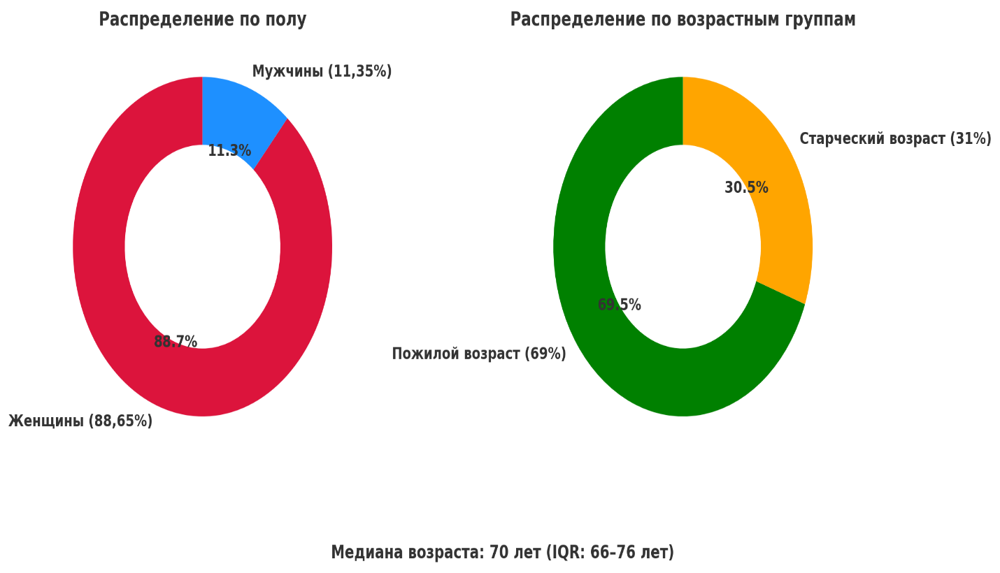 Распределение по полу
Распределение по возрастным группам
Мужчины (11,35%)
11.3%
88.7%
Женщины (88,65%)
Старческий возраст (31%)
30.5%
69.5%
Пожилой возраст (69%)
Медиана возраста: 70 лет (IQR: 66–76 лет)